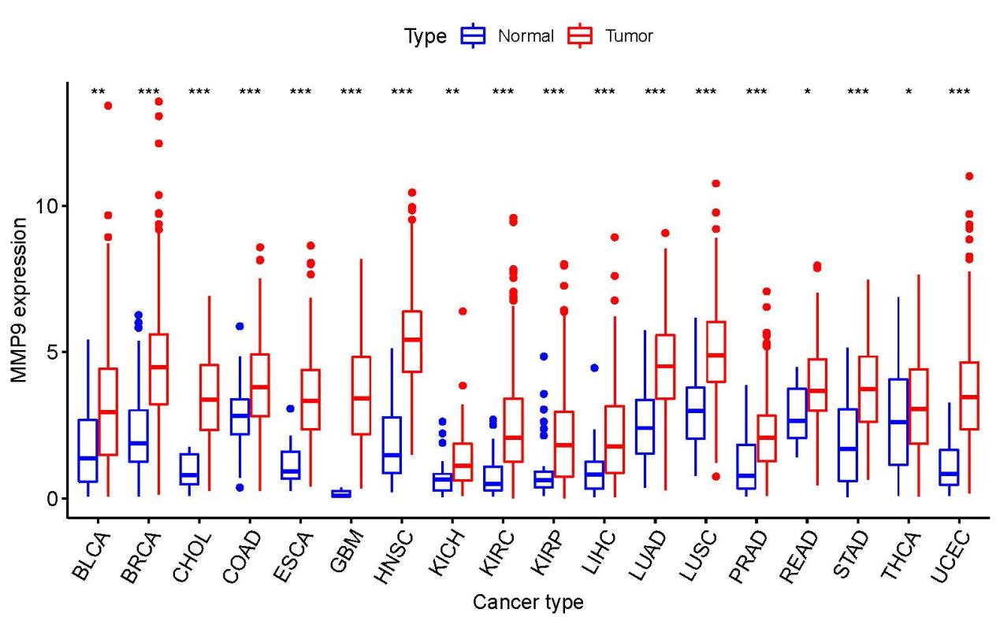 Type Normal Tumor
** *** *** *** *** *** *** ** *** *** *** *** *** *** * *** * ***
MMP9 expression
10
5
0
BLCA BRCA CHOL COAD ESCA GBM HNSC KICH KIRC KIRP LIHC LUAD LUSC PRAD READ STAD THCA UCEC
Cancer type